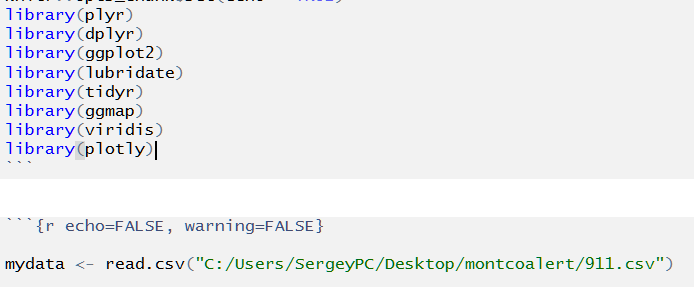 library(plyr)
library(dplyr)
library(ggplot2)
library(lubridate)
library(tidyr)
library(ggmap)
library(viridis)
library(plotly)
```
```{r echo=FALSE, warning=FALSE}
mydata <- read.csv("C:/Users/SergeyPC/Desktop/montcoalert/911.csv")